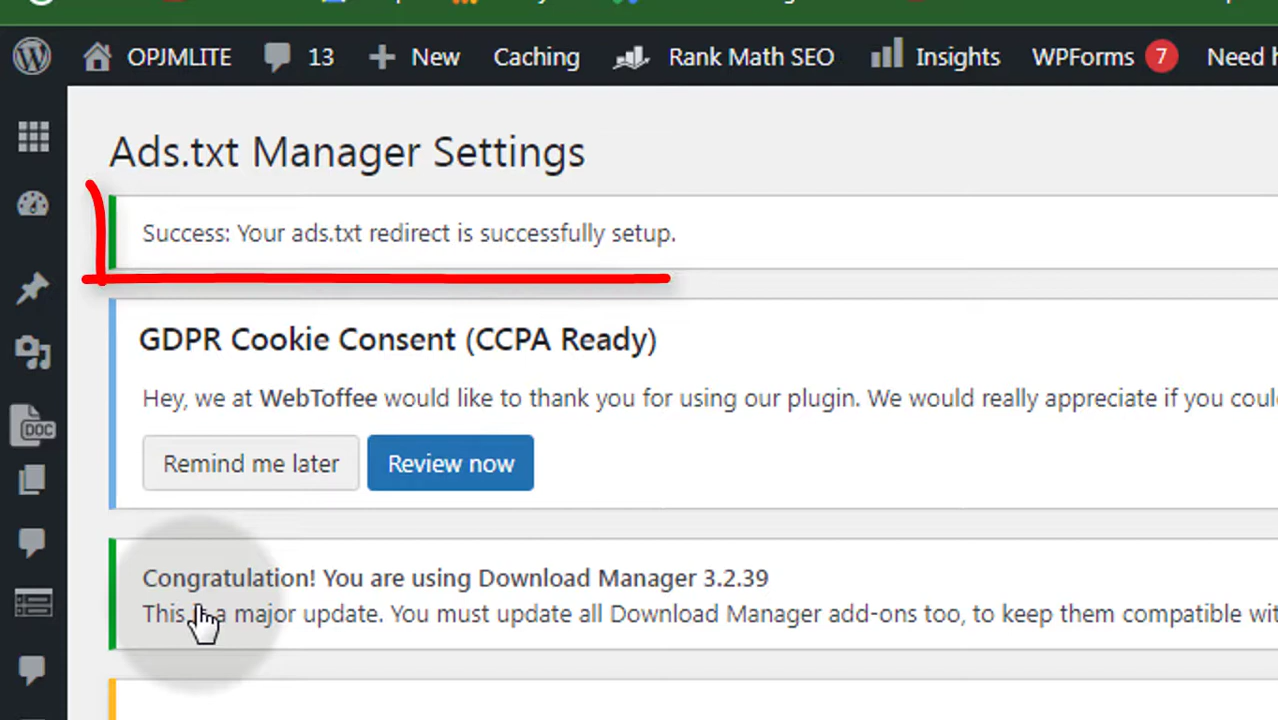 OPJMLITE 13 New Caching Rank Math SEO Insights WPForms 7 Need
Ads.txt Manager Settings
Success: Your ads.txt redirect is successfully setup.
GDPR Cookie Consent (CCPA Ready)
Hey, we at WebToffee would like to thank you for using our plugin. We would really appreciate if you
Remind me later Review now
Congratulation! You are using Download Manager 3.2.39
This a major update. You must update all Download Manager add-ons too, to keep them compatible
DOC